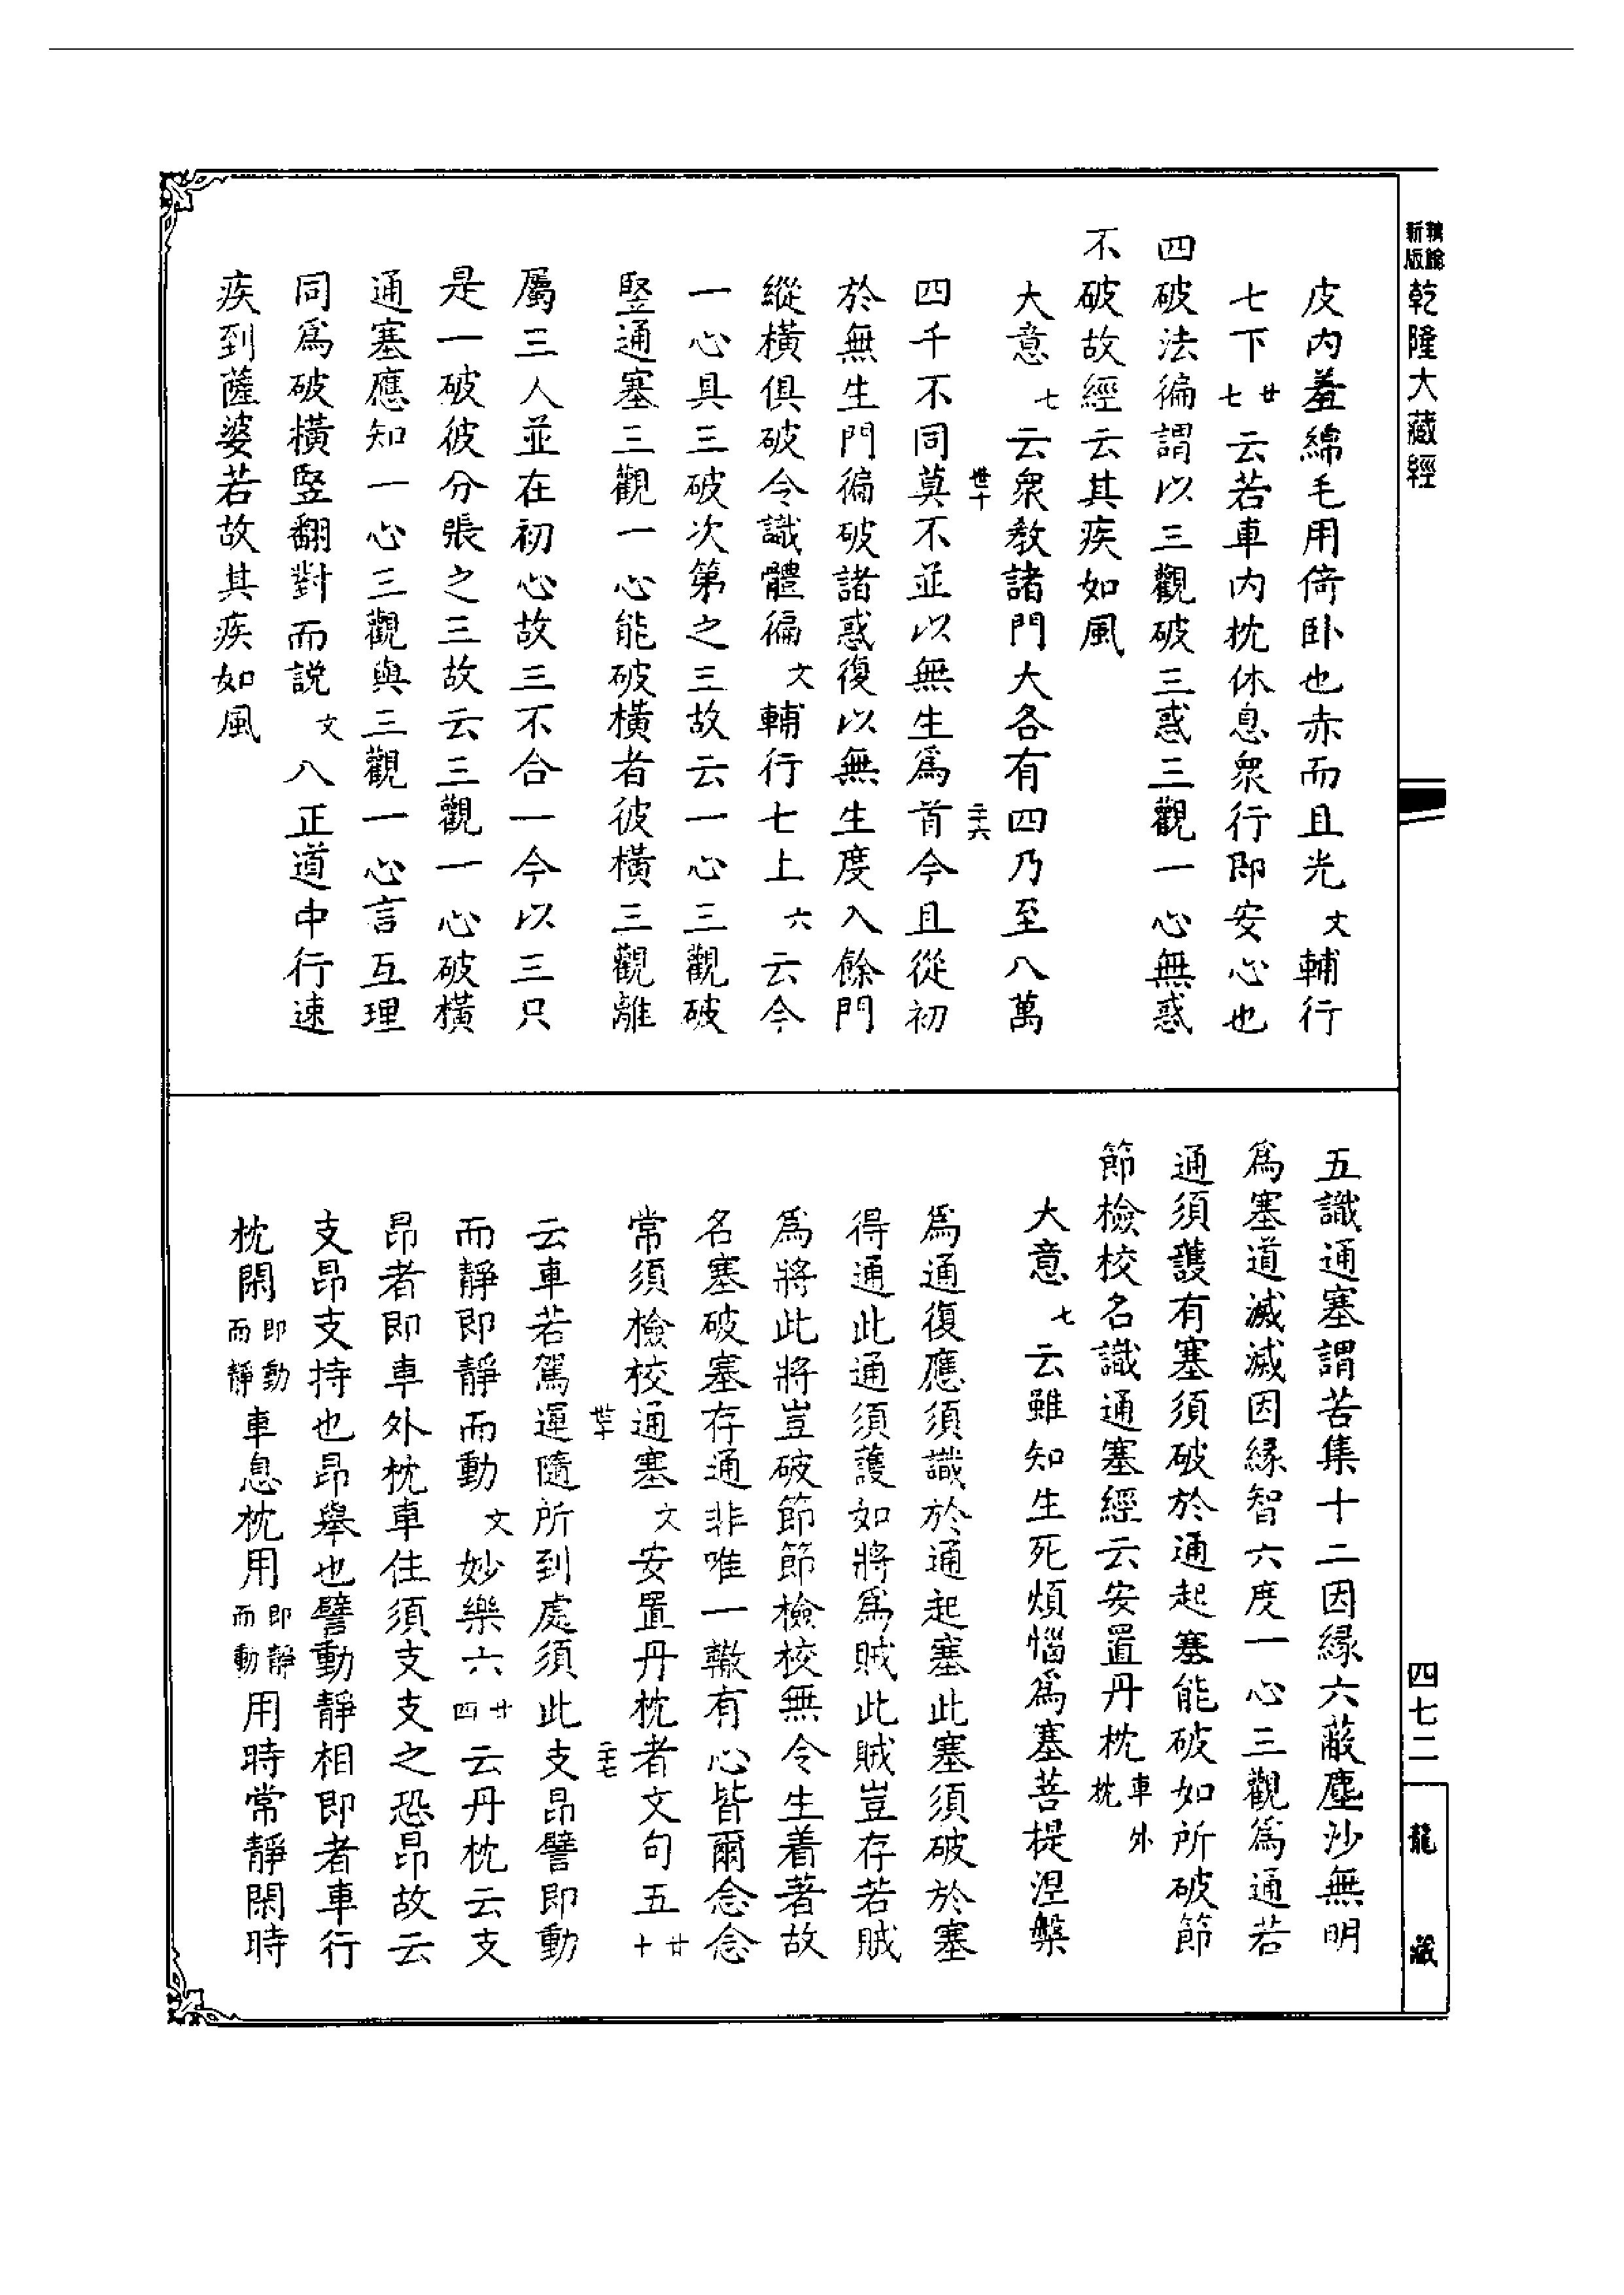 新版
乾隆大藏經
皮內羞綿毛用倚臥也赤而且光文輔行
七下廿七云若車內枕休息衆行即安心也
四破法徧謂以三觀破三惑三觀一心無惑
不破故經云其疾如風
大意七云衆教諸門大各有四乃至八萬
世十
二十六
四千不同莫不並以無生爲首今且從初
於無生門徧破諸惑復以無生度入餘門
縱橫俱破令識體徧文輔行七上六云今
一心具三破次第之三故云一心三觀破
竪通塞三觀一心能破橫者彼橫三觀離
屬三人並在初心故三不合一今以三只
是一破彼分張之三故云三觀一心破橫
通塞應知一心三觀與三觀一心言互理
同爲破橫竪翻對而說文八正道中行速
疾到薩婆若故其疾如風
五識通塞謂苦集十二因緣六蔽塵沙無明
爲塞道滅滅因緣智六度一心三觀爲通若
通須護有塞須破於通起塞能破如所破節
節檢校名識通塞經云安置丹枕車外枕
大意七云雖知生死煩惱爲塞菩提涅槃
爲通復應須識於通起塞此塞須破於塞
得通此通須護如將爲賊此賊豈存若賊
爲將此將豈破節節檢校無令生着著故
名塞破塞存通非唯一轍有心皆爾念念
常須檢校通塞文安置丹枕者文句五廿十
世十
二十七
云車若駕運隨所到處須此支昂譬即動
而靜即靜而動文妙樂六廿四云丹枕云支
昂者即車外枕車住須支支之恐昂故云
支昂支持也昂舉也譬動靜相即者車行
枕閑即動而靜車息枕用即靜而動用時常靜閑時
四七二
龍藏